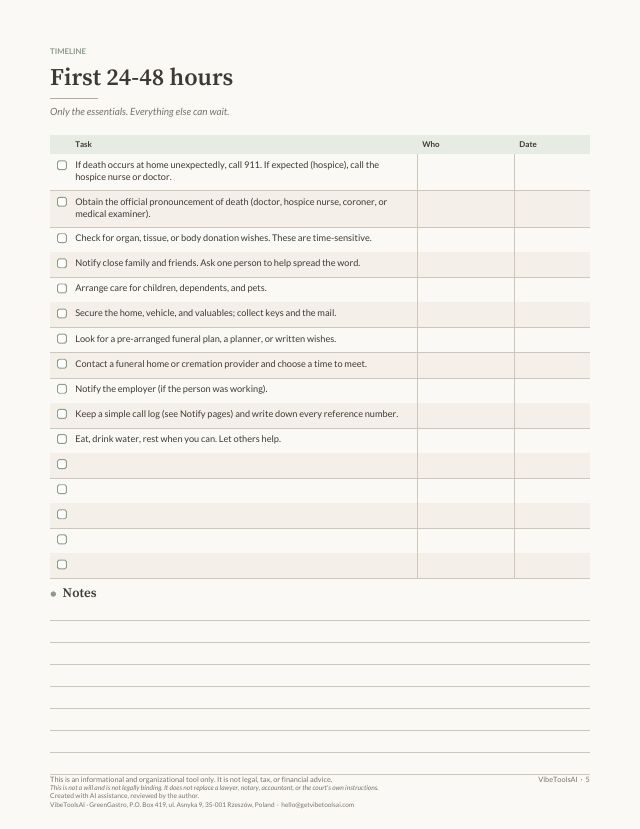 TIMELINE
First 24-48 hours
Only the essentials. Everything else can wait.
Task Who Date
If death occurs at home unexpectedly, call 911. If expected (hospice), call the
hospice nurse or doctor.
Obtain the official pronouncement of death (doctor, hospice nurse, coroner, or
medical examiner).
Check for organ, tissue, or body donation wishes. These are time-sensitive.
Notify close family and friends. Ask one person to help spread the word.
Arrange care for children, dependents, and pets.
Secure the home, vehicle, and valuables; collect keys and the mail.
Look for a pre-arranged funeral plan, a planner, or written wishes.
Contact a funeral home or cremation provider and choose a time to meet.
Notify the employer (if the person was working).
Keep a simple call log (see Notify pages) and write down every reference number.
Eat, drink water, rest when you can. Let others help.
Notes
This is an informational and organizational tool only. It is not legal, tax, or financial advice. VibeToolsAI · 5
This is not a will and is not legally binding. It does not replace a lawyer, notary, accountant, or the court's own instructions.
Created with AI assistance, reviewed by the author.
VibeToolsAI · GreenGastro, P.O. Box 419, ul. Asnyka 9, 35-001 Rzeszów, Poland · hello@getvibetoolsai.com